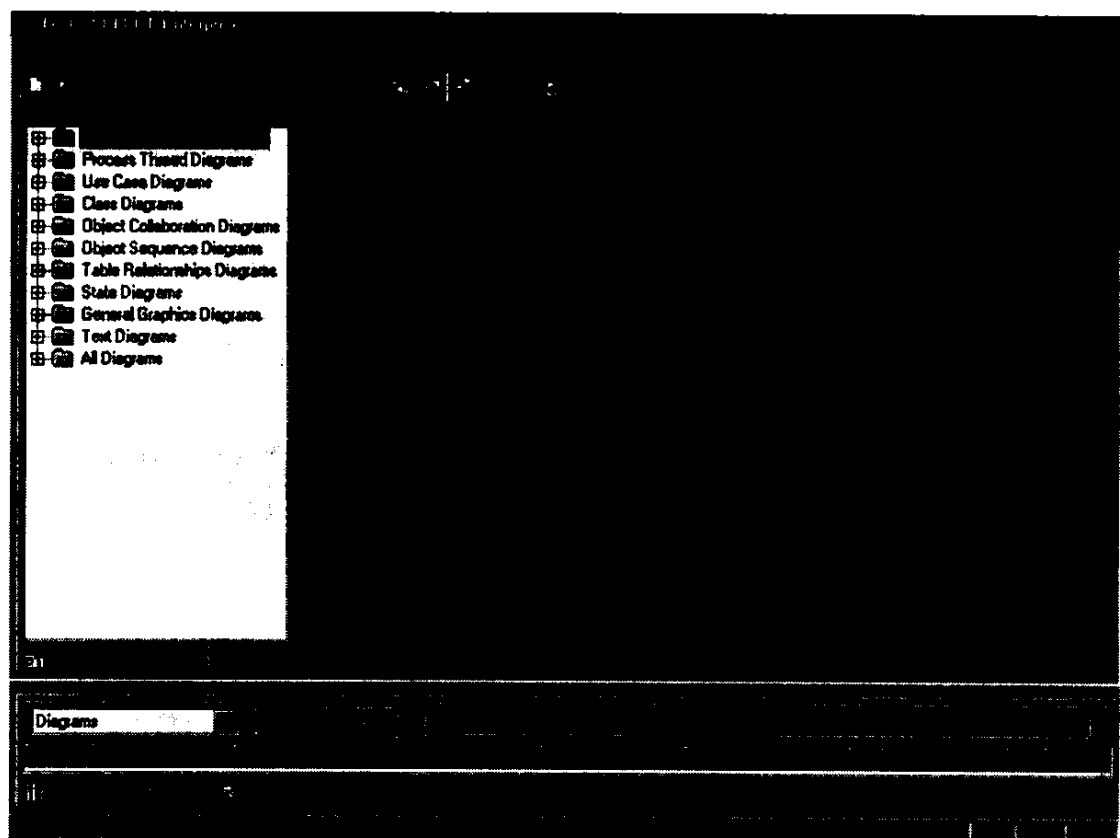 Process Thread Diagrams
Use Case Diagrams
Class Diagrams
Object Collaboration Diagrams
Object Sequence Diagrams
Table Relationships Diagrams
State Diagrams
General Graphics Diagrams
Text Diagrams
All Diagrams
Diagrams